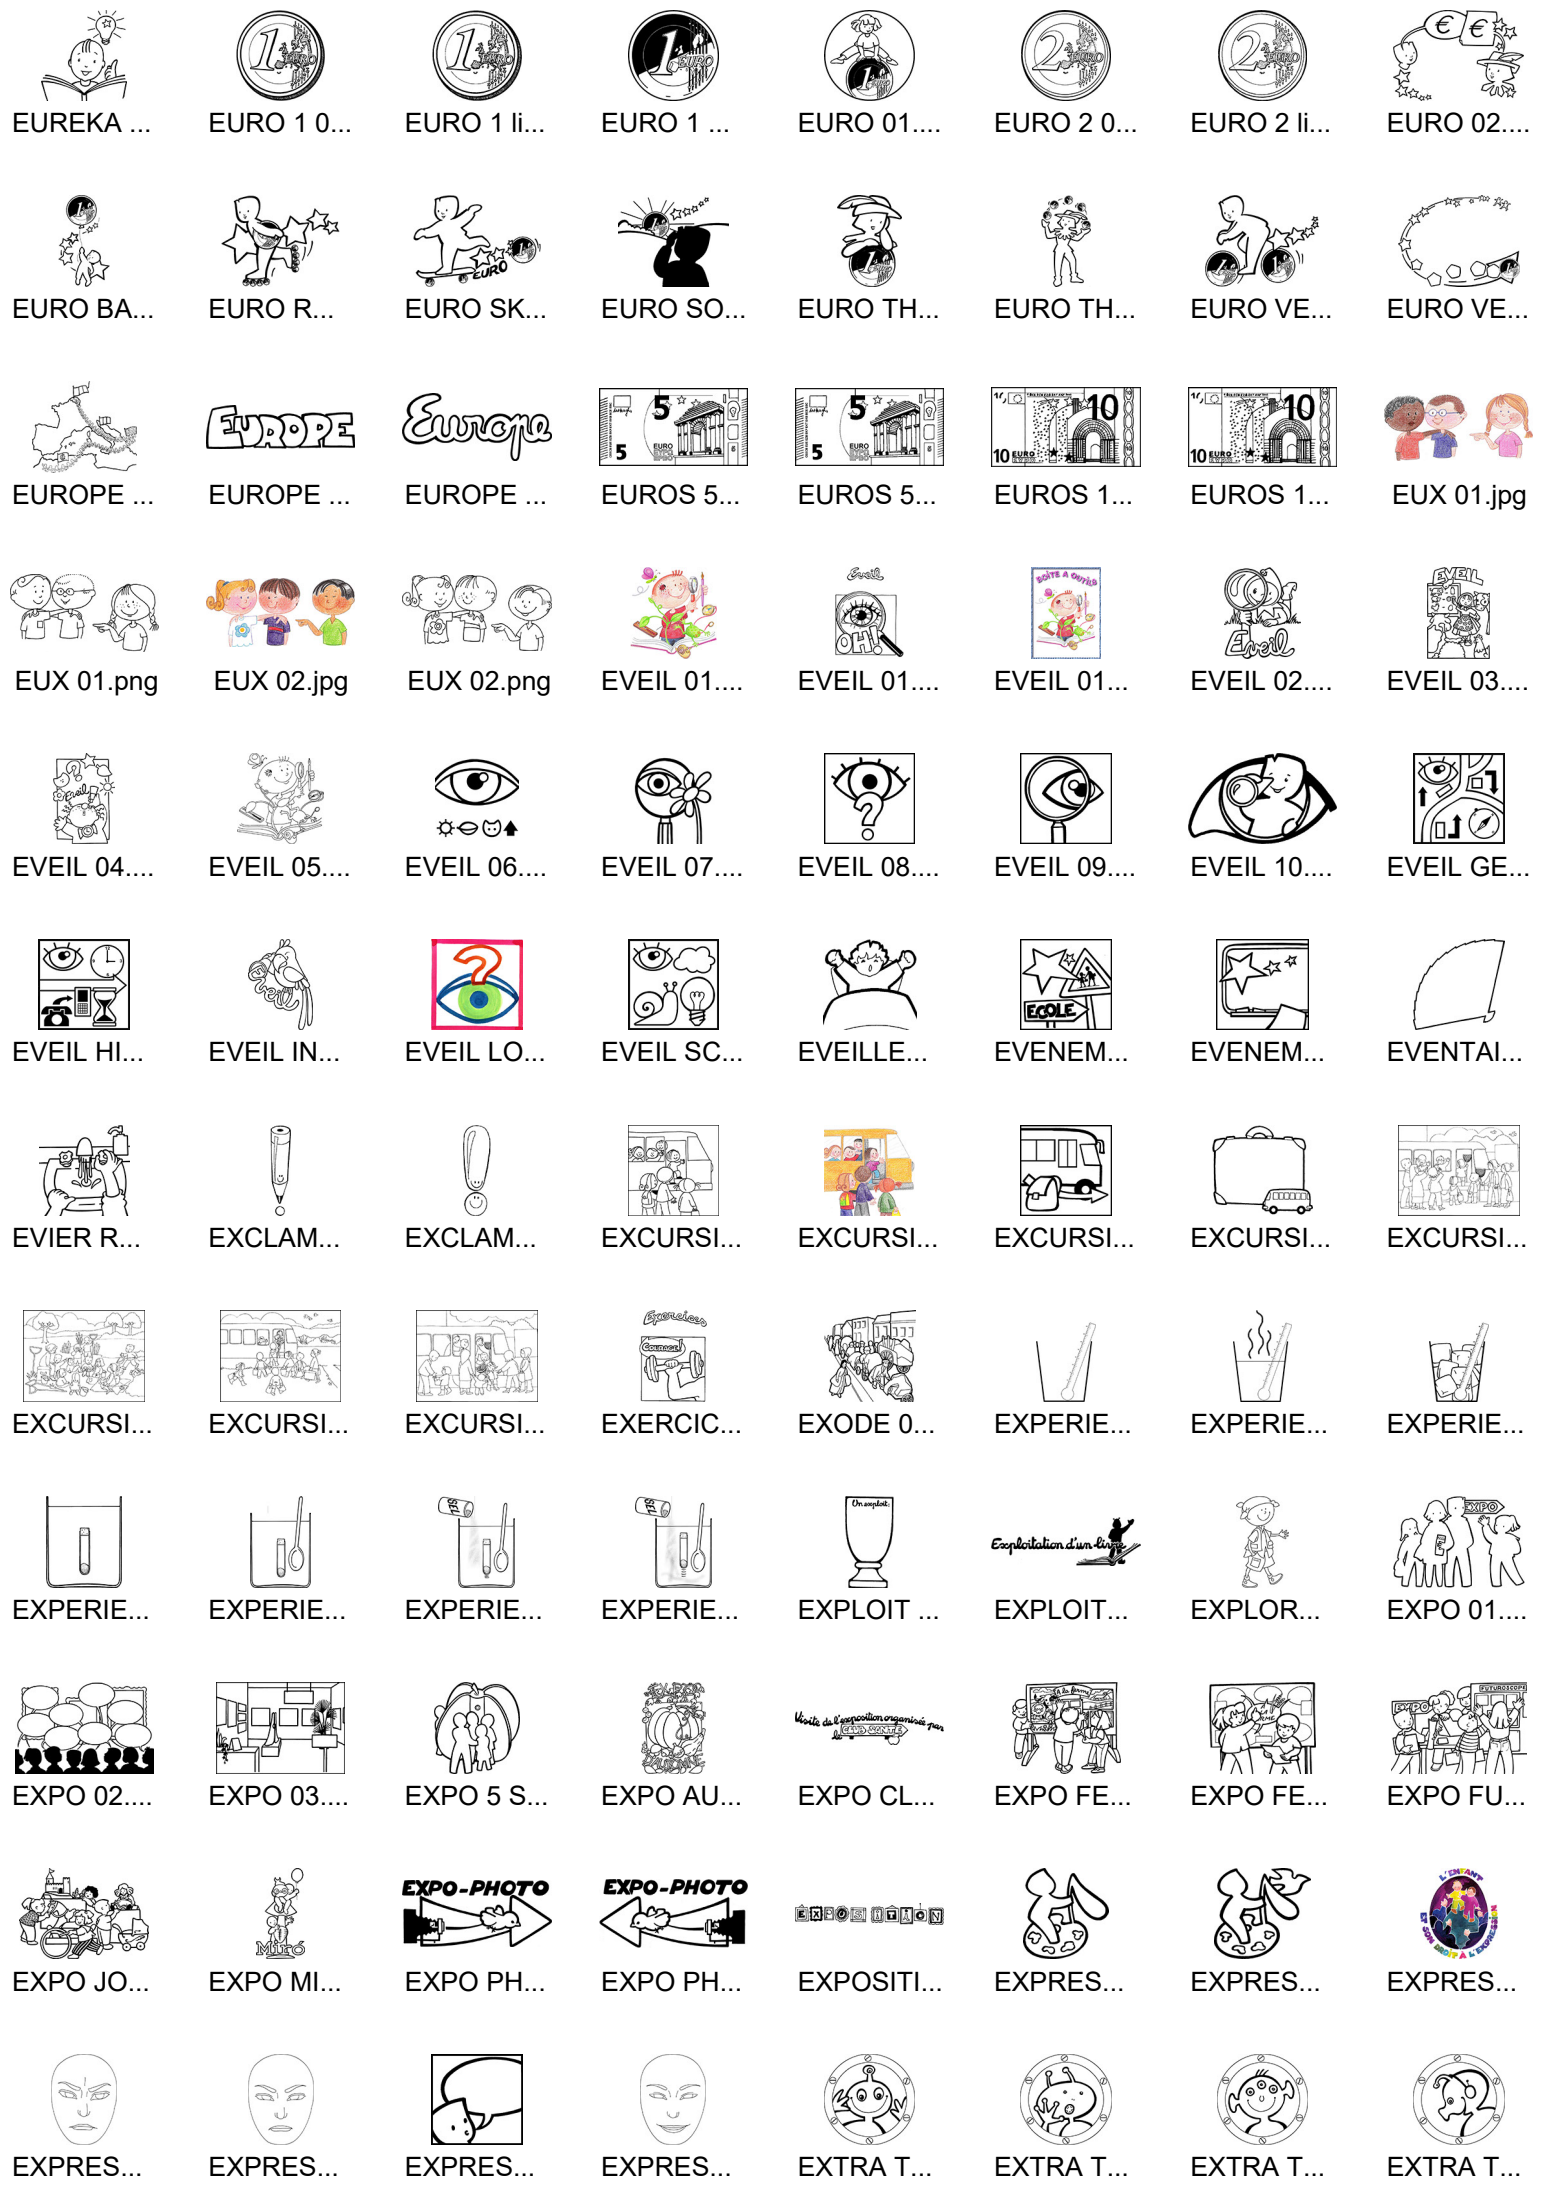 EUREKA ...
EURO 1 0...
EURO 1 li...
EURO 1 ...
EURO 01....
EURO 2 0...
EURO 2 li...
EURO 02....
EURO BA...
EURO R...
EURO SK...
EURO SO...
EURO TH...
EURO TH...
EURO VE...
EURO VE...
EUROPE ...
EUROPE ...
EUROPE ...
EUROS 5...
EUROS 5...
EUROS 1...
EUROS 1...
EUX 01.jpg
EUX 01.png
EUX 02.jpg
EUX 02.png
EVEIL 01....
EVEIL 01....
EVEIL 01...
EVEIL 02....
EVEIL 03....
EVEIL 04....
EVEIL 05....
EVEIL 06....
EVEIL 07....
EVEIL 08....
EVEIL 09....
EVEIL 10....
EVEIL GE...
EVEIL HI...
EVEIL IN...
EVEIL LO...
EVEIL SC...
EVEILLE...
EVENEM...
EVENEM...
EVENTAI...
EVIER R...
EXCLAM...
EXCLAM...
EXCURSI...
EXCURSI...
EXCURSI...
EXCURSI...
EXCURSI...
EXCURSI...
EXCURSI...
EXCURSI...
EXERCIC...
EXODE 0...
EXPERIE...
EXPERIE...
EXPERIE...
EXPERIE...
EXPERIE...
EXPERIE...
EXPERIE...
EXPLOIT ...
EXPLOIT...
EXPLOR...
EXPO 01....
EXPO 02....
EXPO 03....
EXPO 5 S...
EXPO AU...
EXPO CL...
EXPO FE...
EXPO FE...
EXPO FU...
EXPO JO...
EXPO MI...
EXPO PH...
EXPO PH...
EXPOSITI...
EXPRES...
EXPRES...
EXPRES...
EXPRES...
EXPRES...
EXPRES...
EXPRES...
EXTRA T...
EXTRA T...
EXTRA T...
EXTRA T...